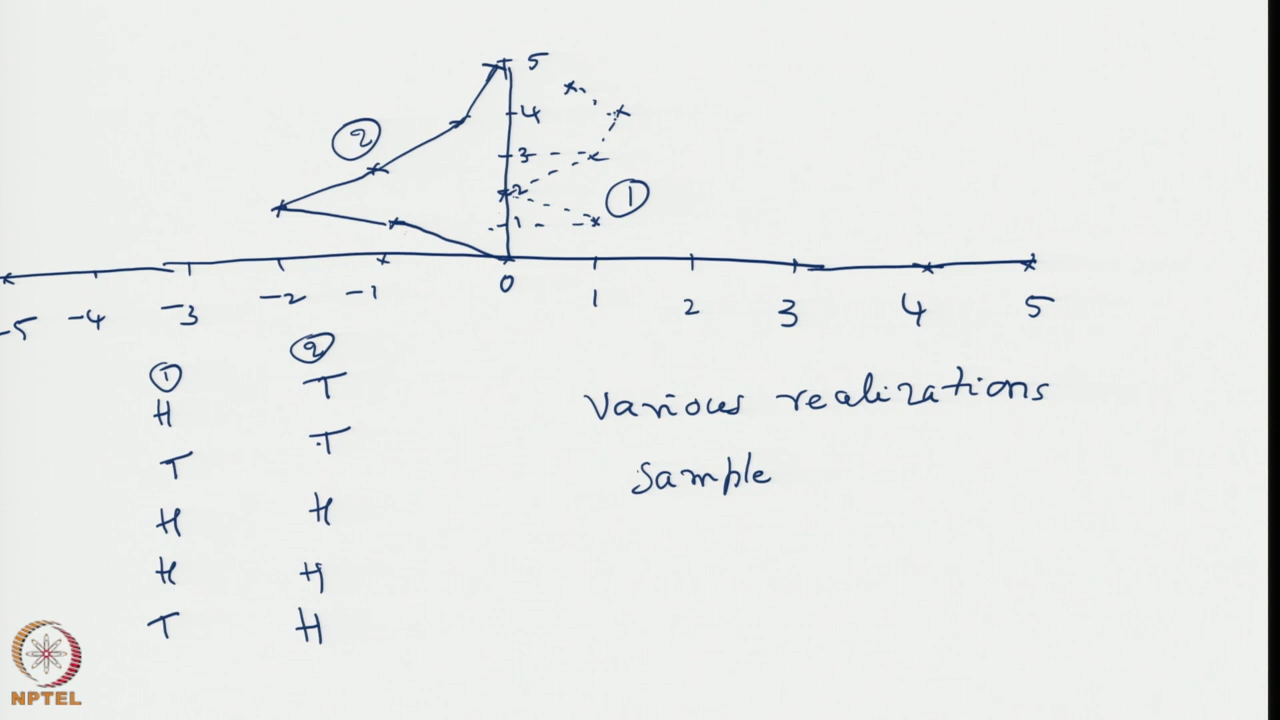 5
4
②
3
2
①
1
-5 -4 -3 -2 -1 0 1 2 3 4 5
① ②
H T
T T
H H
H H
T H
Various realizations
Sample
NPTEL